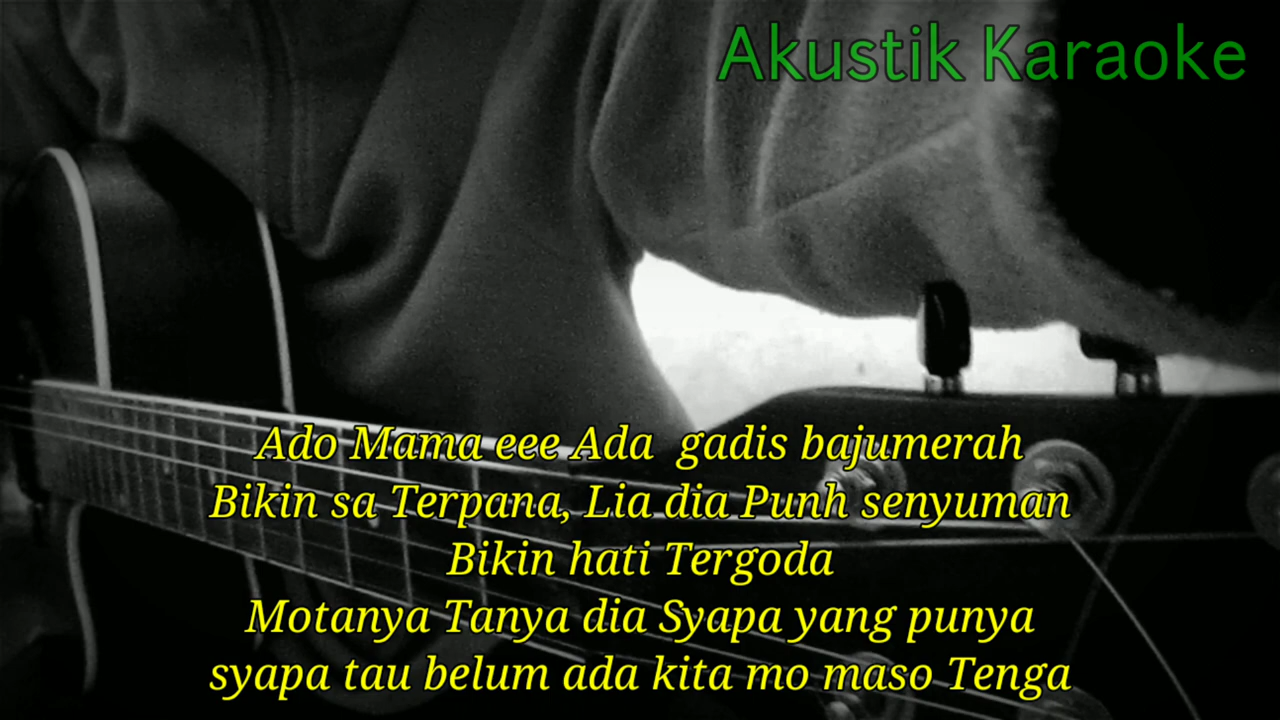 Akustik Karaoke
Ado Mama eee Ada  gadis bajumerah
Bikin sa Terpana, Lia dia Punh senyuman
Bikin hati Tergoda
Motanya Tanya dia Syapa yang punya
syapa tau belum ada kita mo maso Tenga